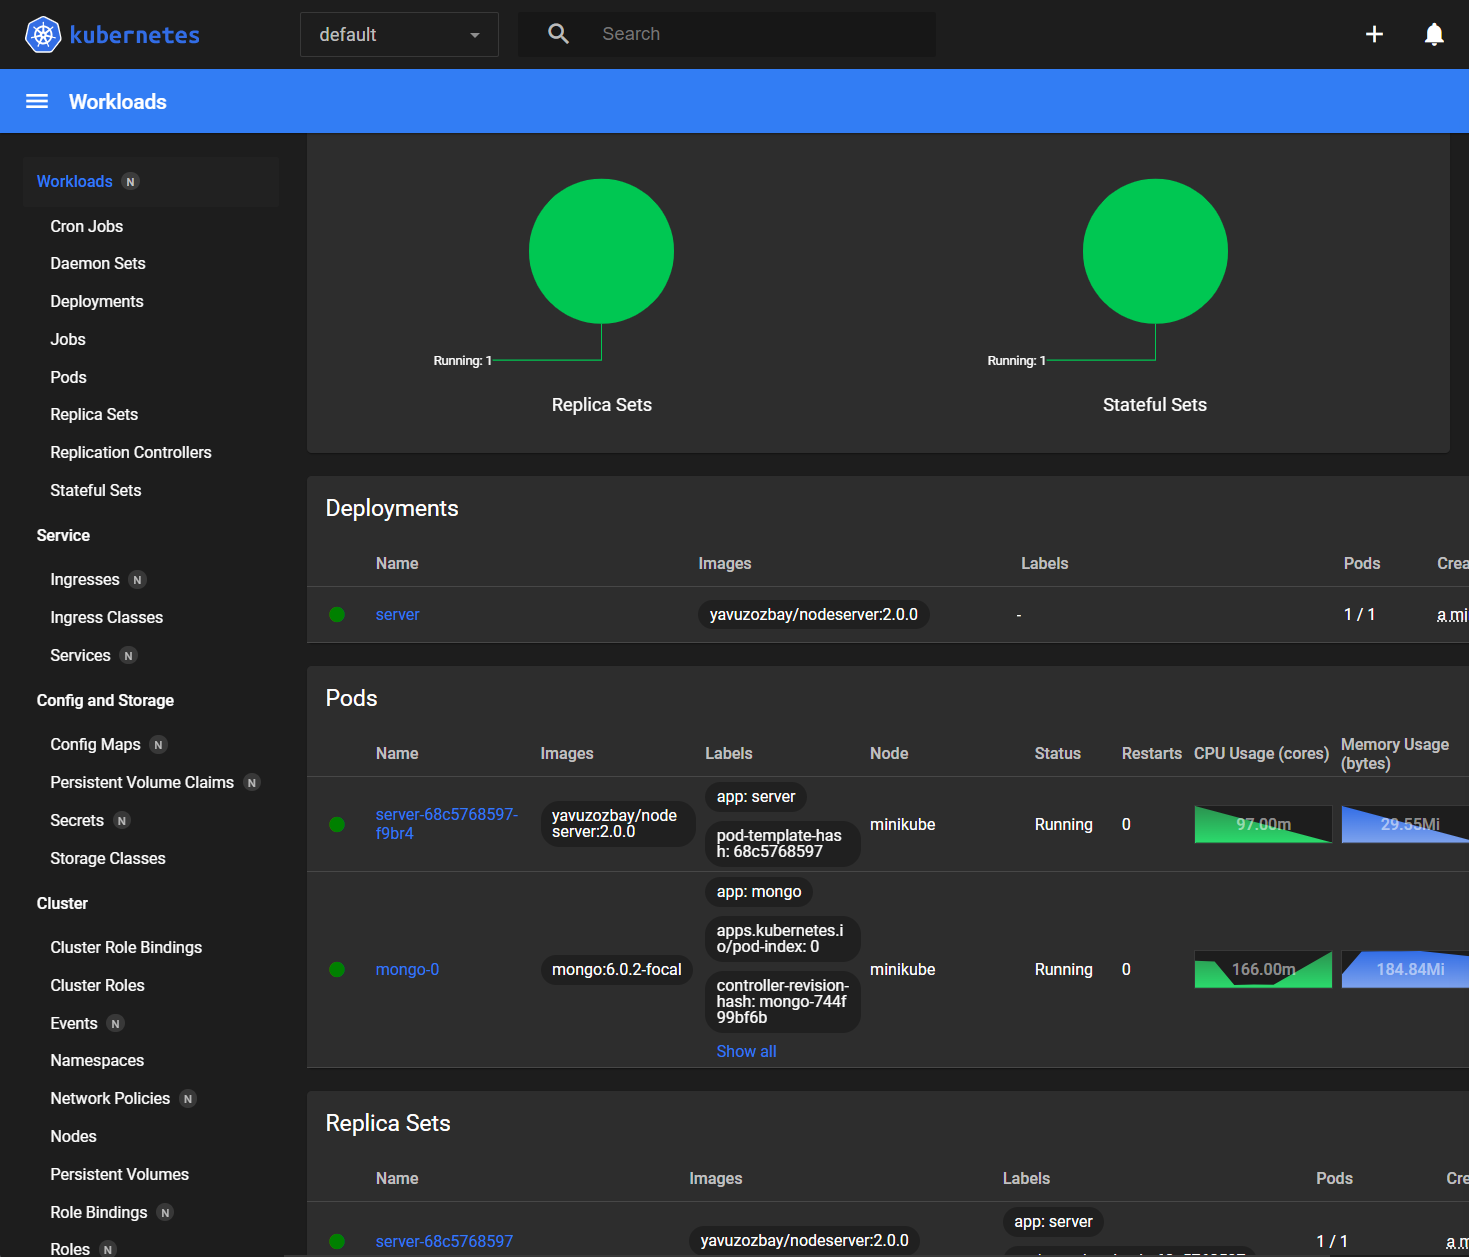 kubernetes
default
Search
Workloads
Workloads N
Cron Jobs
Daemon Sets
Deployments
Jobs
Pods
Replica Sets
Replication Controllers
Stateful Sets
Service
Ingresses N
Ingress Classes
Services N
Config and Storage
Config Maps N
Persistent Volume Claims N
Secrets N
Storage Classes
Cluster
Cluster Role Bindings
Cluster Roles
Events N
Namespaces
Network Policies N
Nodes
Persistent Volumes
Role Bindings N
Roles N
Running: 1
Replica Sets
Running: 1
Stateful Sets
Deployments
Name Images Labels Pods Crea
server yavuzozbay/nodeserver:2.0.0 - 1 / 1 a mi
Pods
Name Images Labels Node Status Restarts CPU Usage (cores) Memory Usage
(bytes)
server-68c5768597-
f9br4
yavuzozbay/node
server:2.0.0
app: server
pod-template-has
h: 68c5768597
minikube Running 0 97.00m 29.55Mi
mongo-0
mongo:6.0.2-focal
app: mongo
apps.kubernetes.i
o/pod-index: 0
controller-revision-
hash: mongo-744f
99bf6b
Show all
minikube Running 0 166.00m 184.84Mi
Replica Sets
Name Images Labels Pods Cre
server-68c5768597 yavuzozbay/nodeserver:2.0.0 app: server 1 / 1 a m